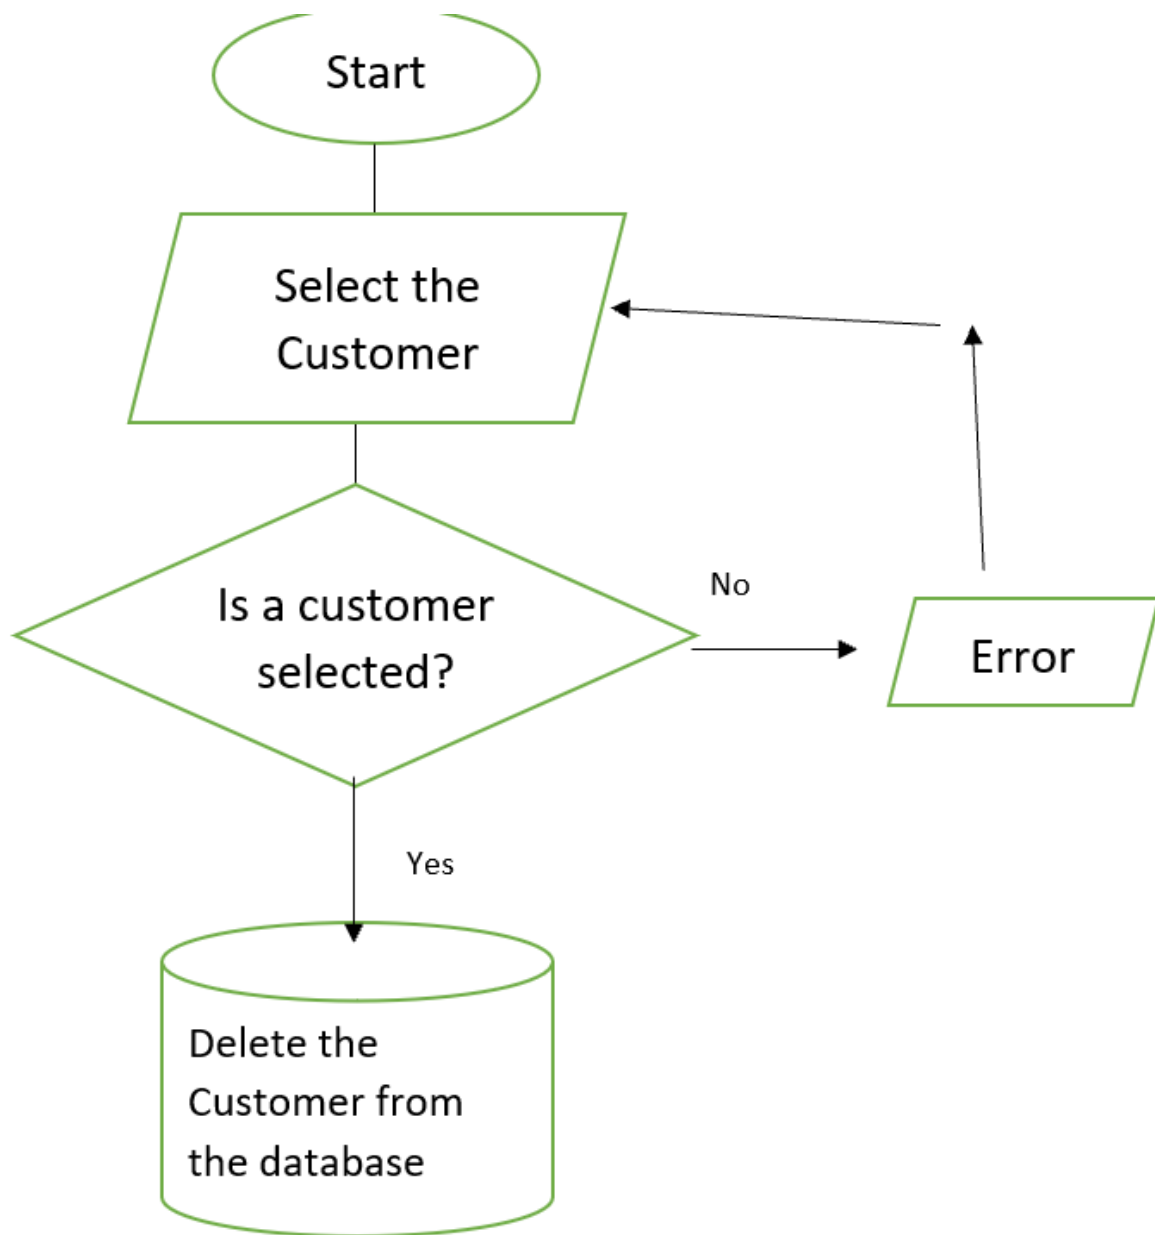 Start
Select the
Customer
Is a customer
selected?
No
Error
Yes
Delete the
Customer from
the database